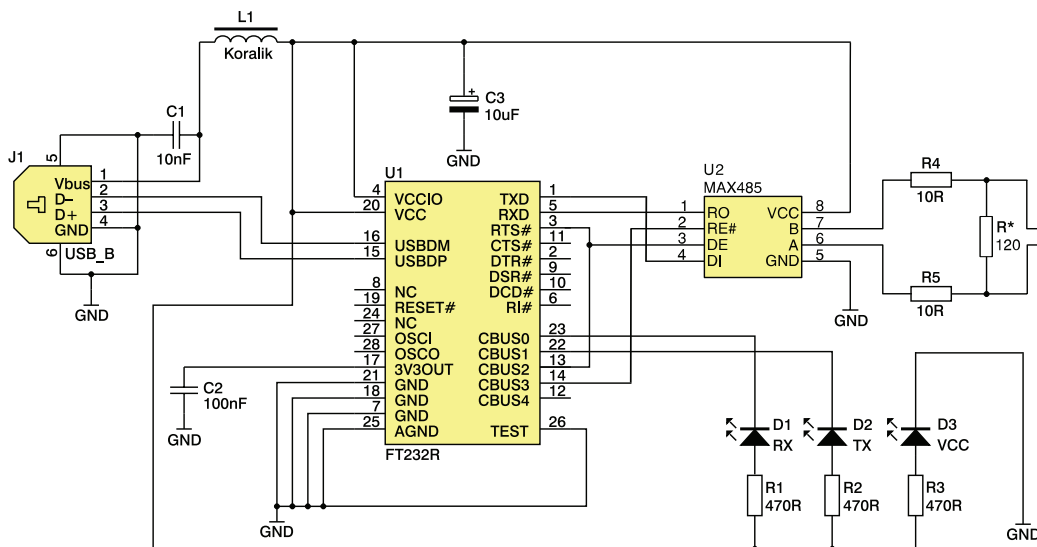 L1
Koralik
C1
10nF
C3
10uF
+
GND
J1
5
Vbus 1
D- 2
D+ 3
GND 4
6
USB_B
GND
U1
4 VCCIO
20 VCC
16 USBDM
15 USBDP
8 NC
19 RESET#
24 NC
27 OSCI
28 OSCO
17 3V3OUT
21 GND
18 GND
7 GND
25 AGND
TXD 1
RXD 5
RTS# 3
CTS# 11
DTR# 2
DSR# 9
DCD# 10
RI# 6
CBUS0 23
CBUS1 22
CBUS2 13
CBUS3 14
CBUS4 12
TEST 26
FT232R
C2
100nF
GND
GND
U2
MAX485
1 RO
2 RE#
3 DE
4 DI
VCC 8
B 7
A 6
GND 5
GND
R4
10R
R5
10R
R*
120
D1
RX
D2
TX
D3
VCC
R1
470R
R2
470R
R3
470R
GND